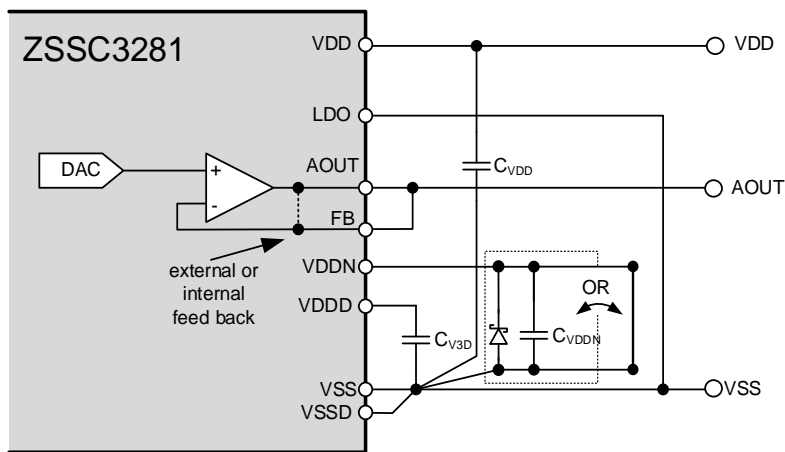 ZSSC3281
VDD
VDD
LDO
DAC
+
-
AOUT
CVDD
AOUT
FB
external or
internal
feed back
VDDN
OR
VDDD
CV3D
CVDDN
VSS
VSS
VSSD